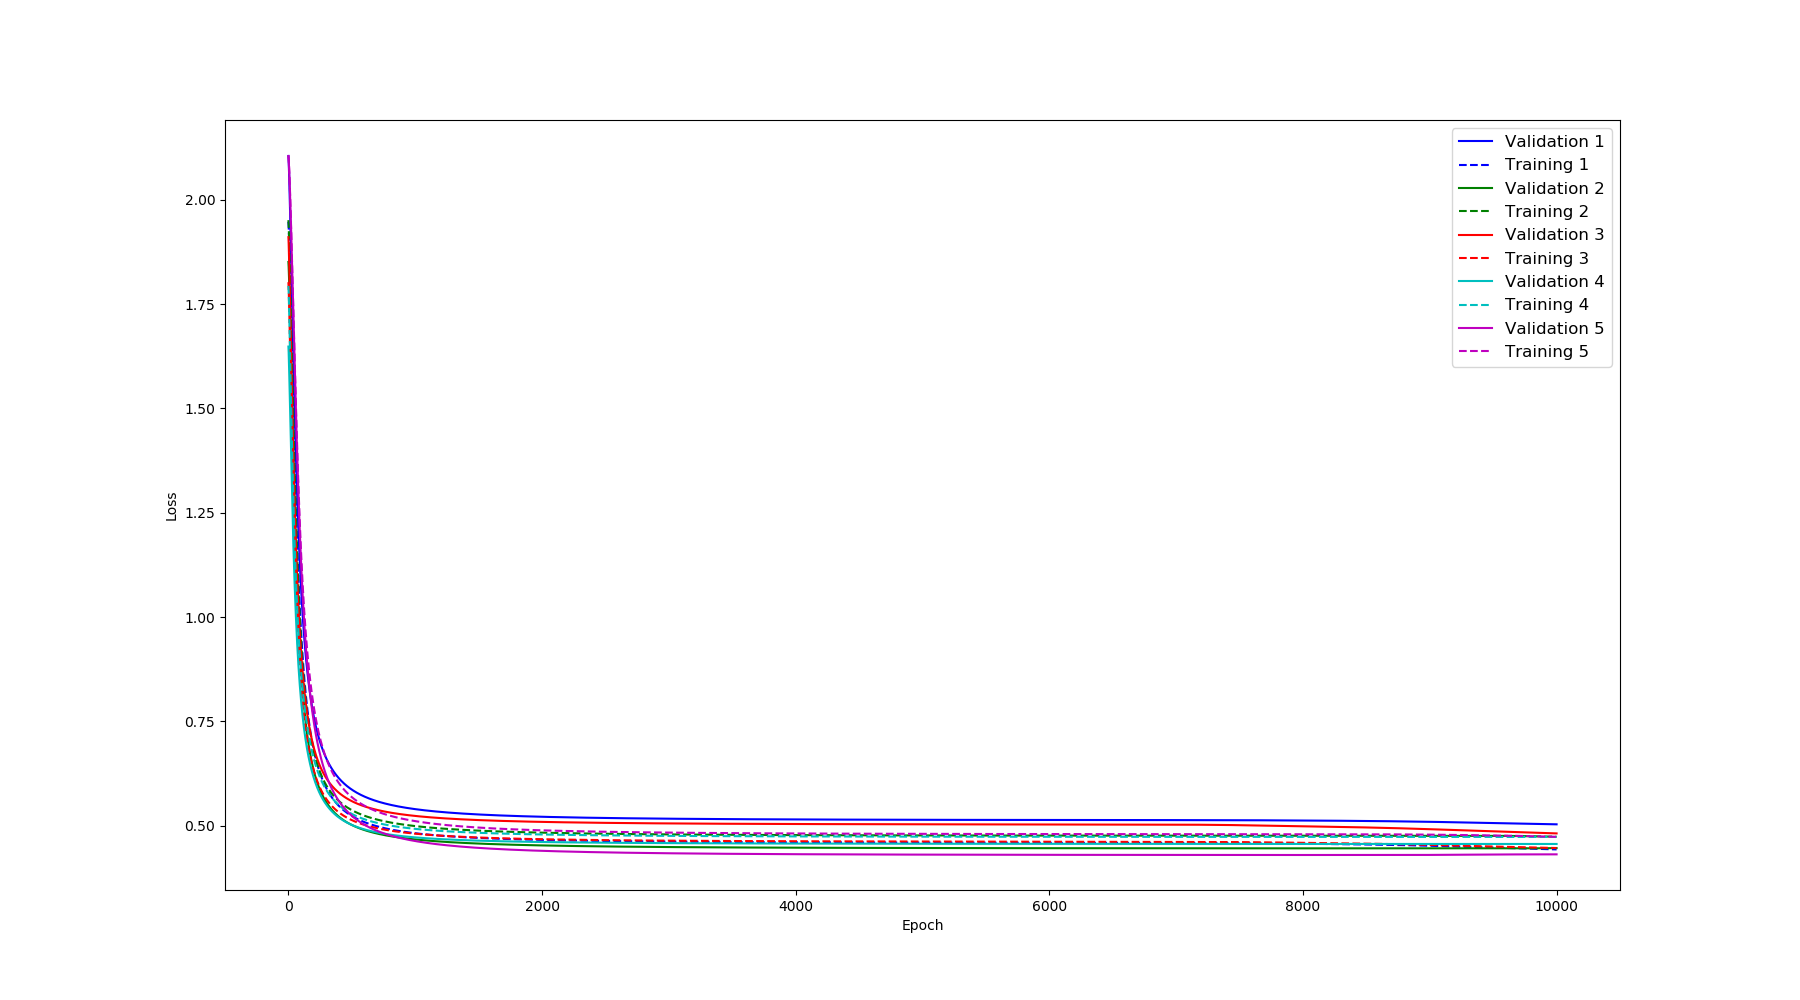 Validation 1
Training 1
Validation 2
Training 2
Validation 3
Training 3
Validation 4
Training 4
Validation 5
Training 5
2.00
1.75
1.50
1.25
1.00
0.75
0.50
Loss
0 2000 4000 6000 8000 10000
Epoch